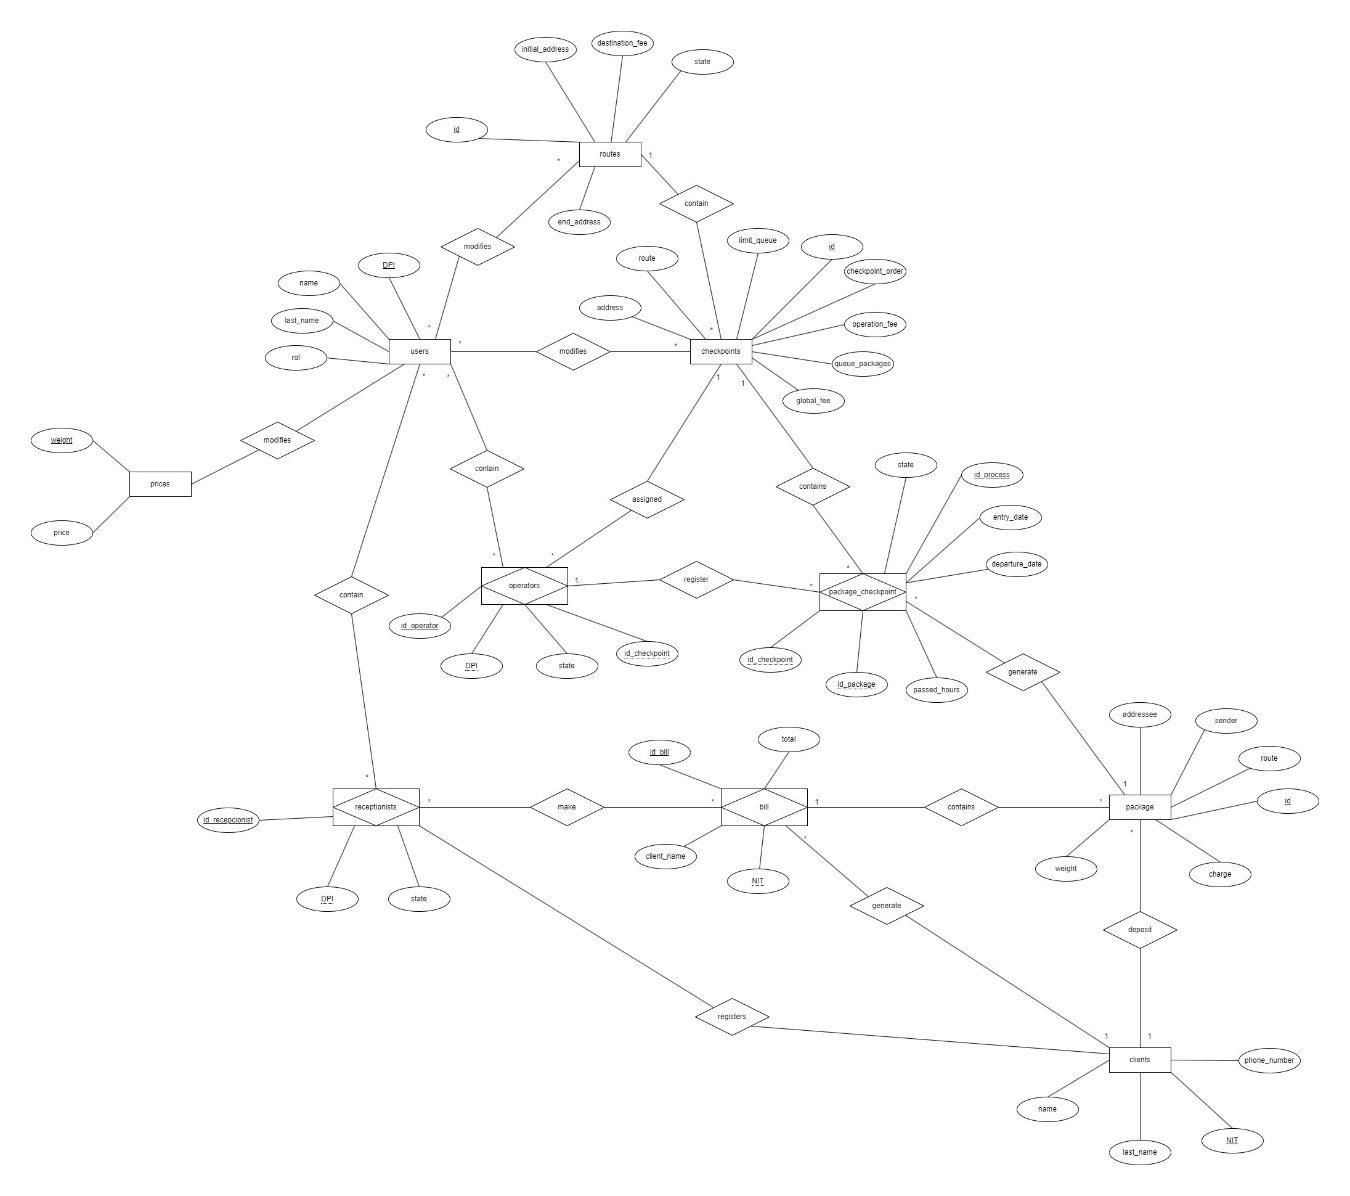 destination_fee
initial_address
state
id
routes
*
1
contain
end_address
limit_queue
modifies
id
route
DPI
checkpoint_order
name
address
last_name
operation_fee
*
*
*
*
users
modifies
checkpoints
rol
queue_packages
*
*
1
1
global_fee
weight
modifies
state
contain
id_process
prices
contains
assigned
entry_date
price
*
*
departure_date
*
register
1
operators
*
package_checkpoint
contain
*
id_operator
id_checkpoint
id_checkpoint
DPI
state
generate
id_package
passed_hours
addressee
sender
total
id_bill
route
*
1
*
*
1
*
id
receptionists
make
bill
contains
package
id_recepcionist
*
*
client_name
weight
charge
NIT
DPI
state
generate
deposit
registers
1
1
clients
phone_number
name
NIT
last_name